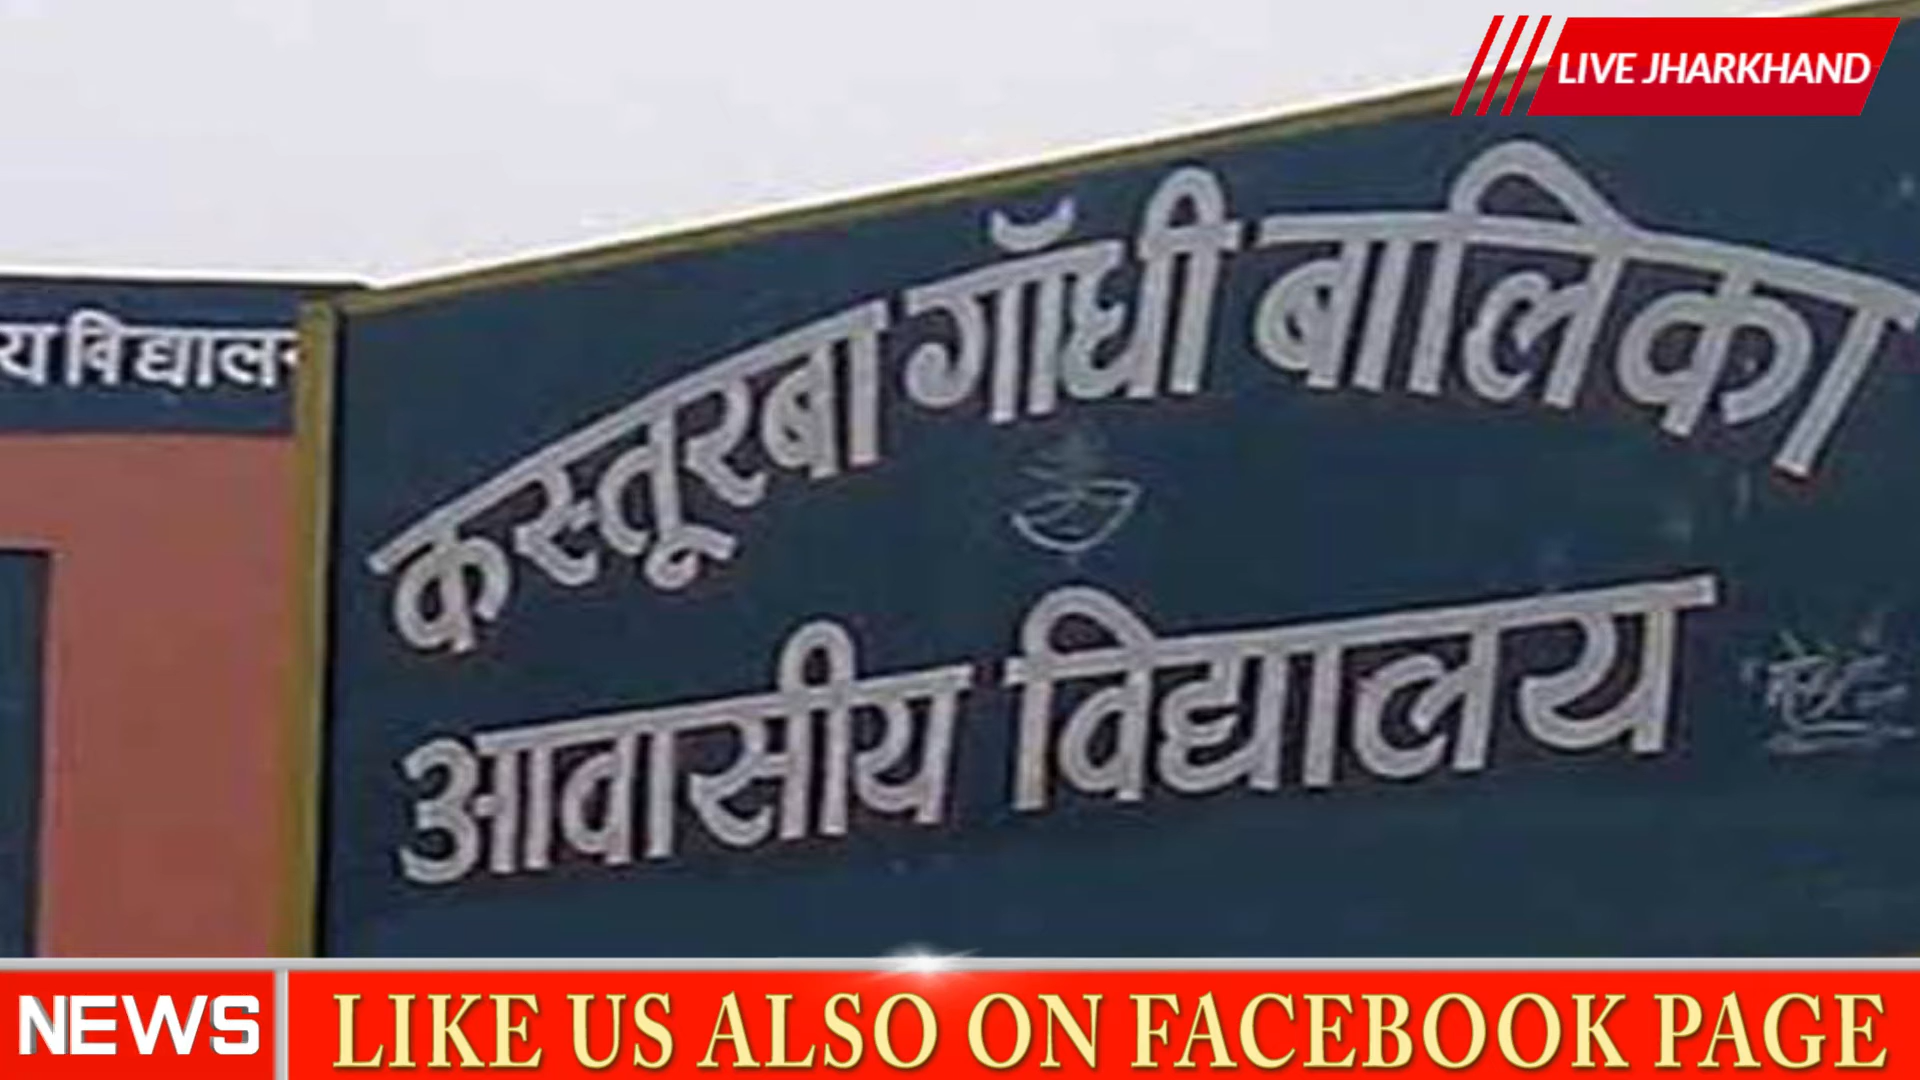 LIVE JHARKHAND
कस्तूरबा गाँधी बालिका
आवासीय विद्यालय
य विद्याल
NEWS
LIKE US ALSO ON FACEBOOK PAGE